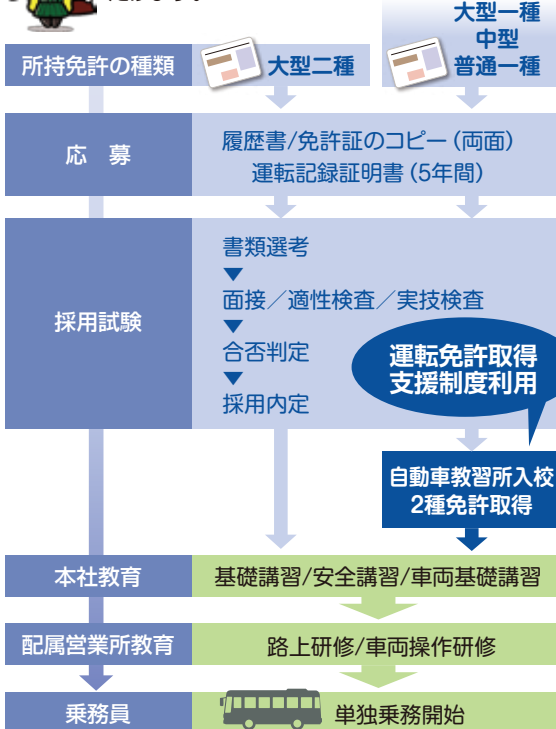 大型一種
中型
普通一種
所持免許の種類
大型二種
応 募
履歴書/免許証のコピー（両面）
運転記録証明書（5年間）
採用試験
書類選考
▼
面接／適性検査／実技検査
▼
合否判定
▼
採用内定
運転免許取得
支援制度利用
自動車教習所入校
2種免許取得
本社教育
基礎講習/安全講習/車両基礎講習
配属営業所教育
路上研修/車両操作研修
乗務員
単独乗務開始